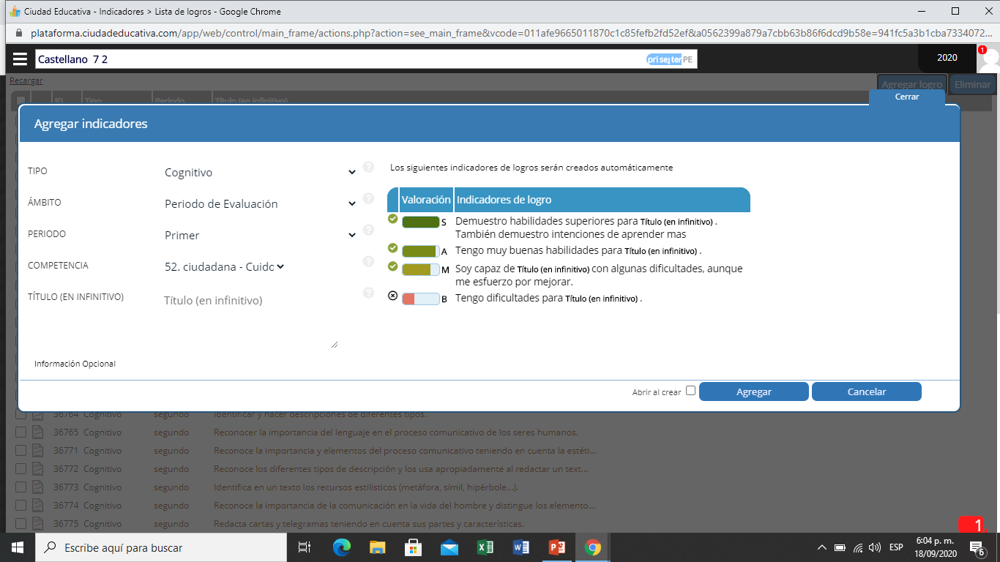 Ciudad Educativa - Indicadores > Lista de logros - Google Chrome
plataforma.ciudadeducativa.com/app/web/control/main_frame/actions.php?action=see_main_frame&vcode=011afe9665011870c1c85fefb2fd52ef&a0562399a879a7cbb63b86f6dcd9b58e=941fc5a3b1cba7334072...
Castellano 7 2
pri seg ter PE
2020
1
Recargar
Agregar logro
Eliminar
ID Tipo Periodo Título (en infinitivo)
Cerrar
Agregar indicadores
TIPO
Cognitivo
ÁMBITO
Periodo de Evaluación
PERIODO
Primer
COMPETENCIA
52. ciudadana - Cuido
TÍTULO (EN INFINITIVO)
Título (en infinitivo)
Información Opcional
Los siguientes indicadores de logros serán creados automáticamente
Valoración Indicadores de logro
S Demuestro habilidades superiores para Título (en infinitivo) .
También demuestro intenciones de aprender mas
A Tengo muy buenas habilidades para Título (en infinitivo) .
M Soy capaz de Título (en infinitivo) con algunas dificultades, aunque
me esfuerzo por mejorar.
B Tengo dificultades para Título (en infinitivo) .
Abrir al crear
Agregar
Cancelar
36764 Cognitivo segundo Identificar y hacer descripciones de diferentes tipos.
36765 Cognitivo segundo Reconocer la importancia del lenguaje en el proceso comunicativo de los seres humanos.
36771 Cognitivo segundo Reconoce la importancia y elementos del proceso comunicativo teniendo en cuenta la estéti...
36772 Cognitivo segundo Reconoce los diferentes tipos de descripción y los usa apropiadamente al redactar un text...
36773 Cognitivo segundo Identifica en un texto los recursos estilisticos (metáfora, símil, hipérbole...).
36774 Cognitivo segundo Reconoce la importancia de la comunicación en la vida del hombre y distingue los elemento...
36775 Cognitivo segundo Redacta cartas y telegramas teniendo en cuenta sus partes y características.
1
Escribe aquí para buscar
ESP
6:04 p. m.
18/09/2020
6